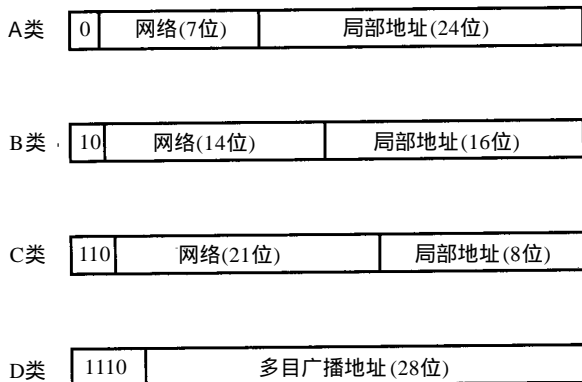 A类 0 网络(7位) 局部地址(24位)
B类 10 网络(14位) 局部地址(16位)
C类 110 网络(21位) 局部地址(8位)
D类 1110 多目广播地址(28位)